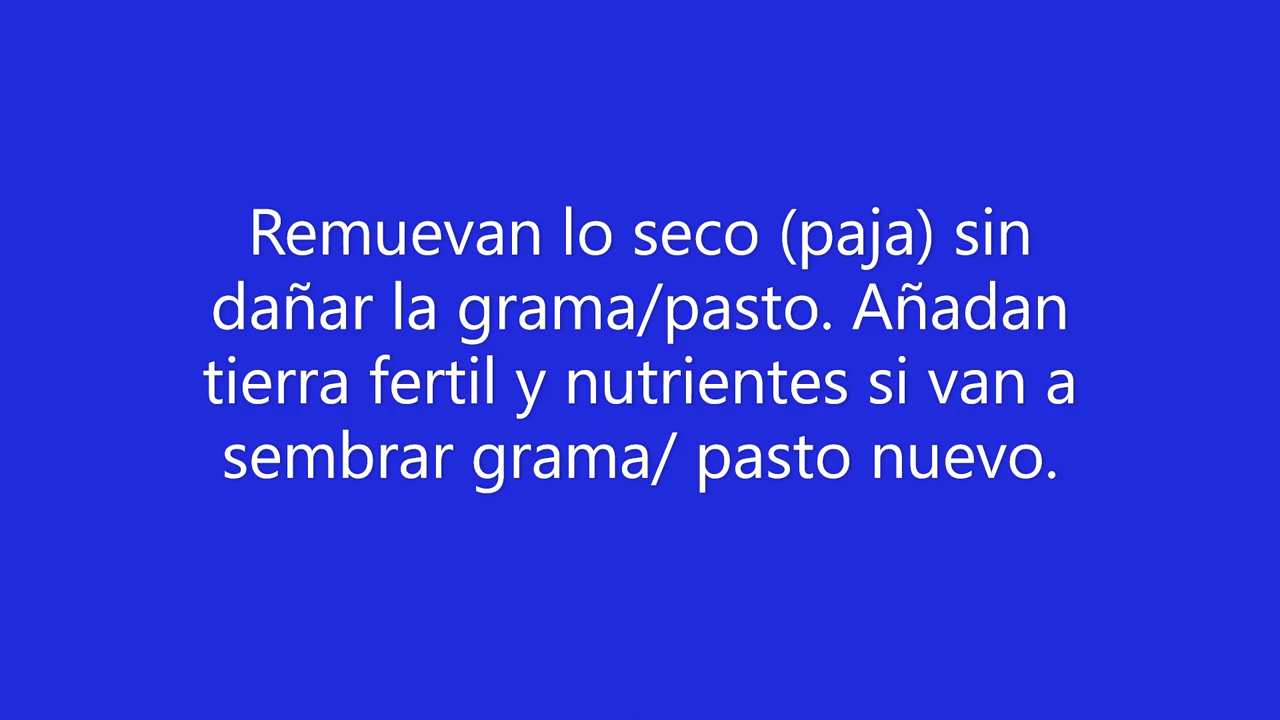 Remuevan lo seco (paja) sin
dañar la grama/pasto. Añadan
tierra fertil y nutrientes si van a
sembrar grama/ pasto nuevo.